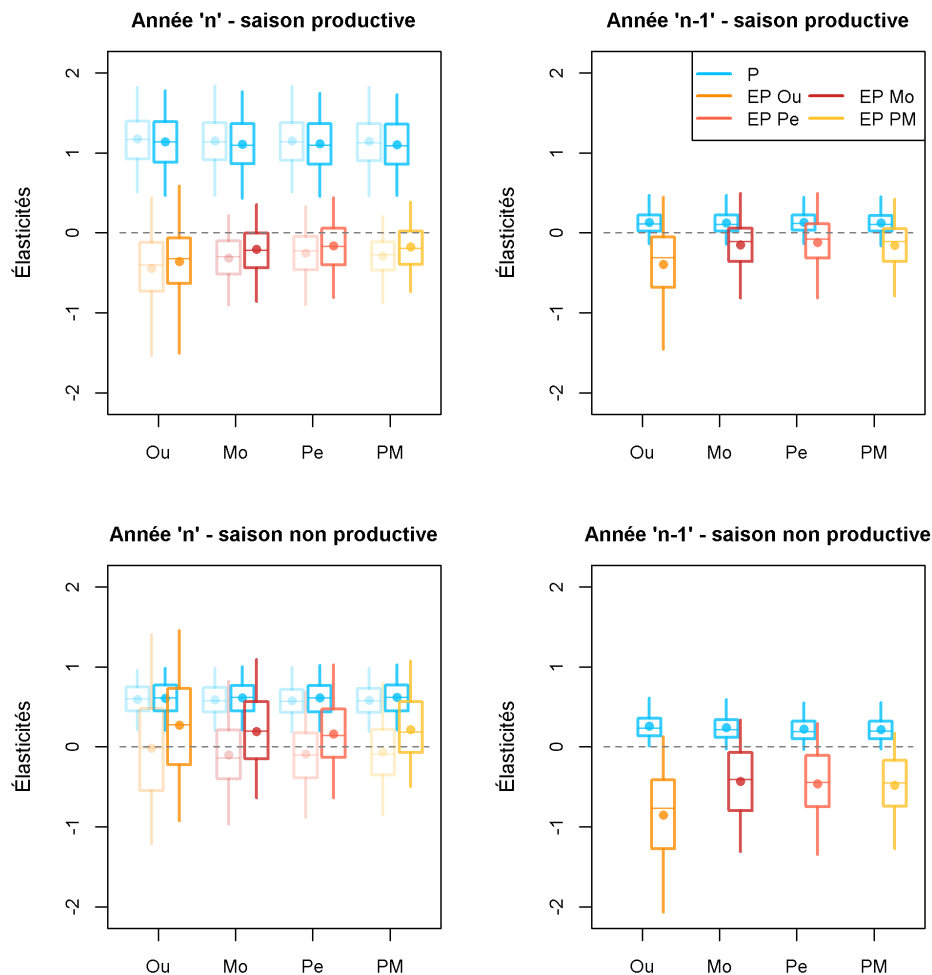 Année 'n' - saison productive
Élasticités
2
1
0
-1
-2
Ou Mo Pe PM
Année 'n-1' - saison productive
Élasticités
2
1
0
-1
-2
P
EP Ou EP Mo
EP Pe EP PM
Ou Mo Pe PM
Année 'n' - saison non productive
Élasticités
2
1
0
-1
-2
Ou Mo Pe PM
Année 'n-1' - saison non productive
Élasticités
2
1
0
-1
-2
Ou Mo Pe PM